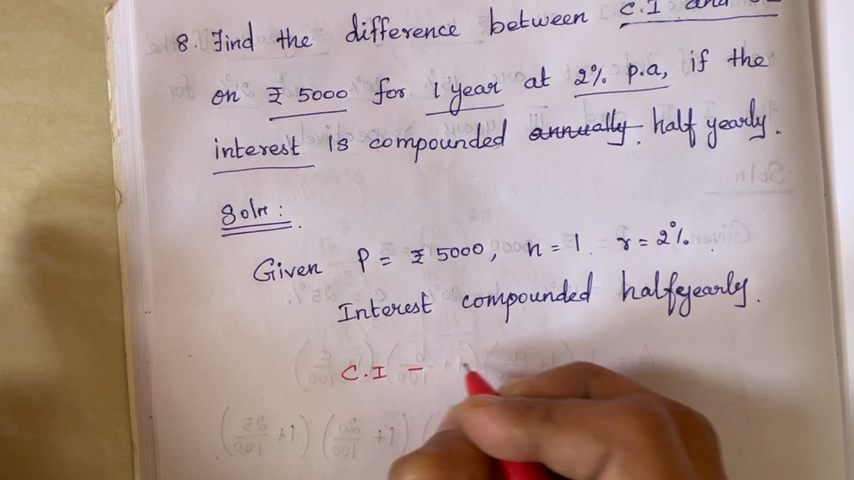 8. Find the difference between C.I and
on ₹ 5000 for 1 year at 2% p.a, if the
interest is compounded annually. half yearly.
Soln:
Given P = ₹ 5000, n = 1 r = 2%.
Interest compounded halfyearly.
C.I –